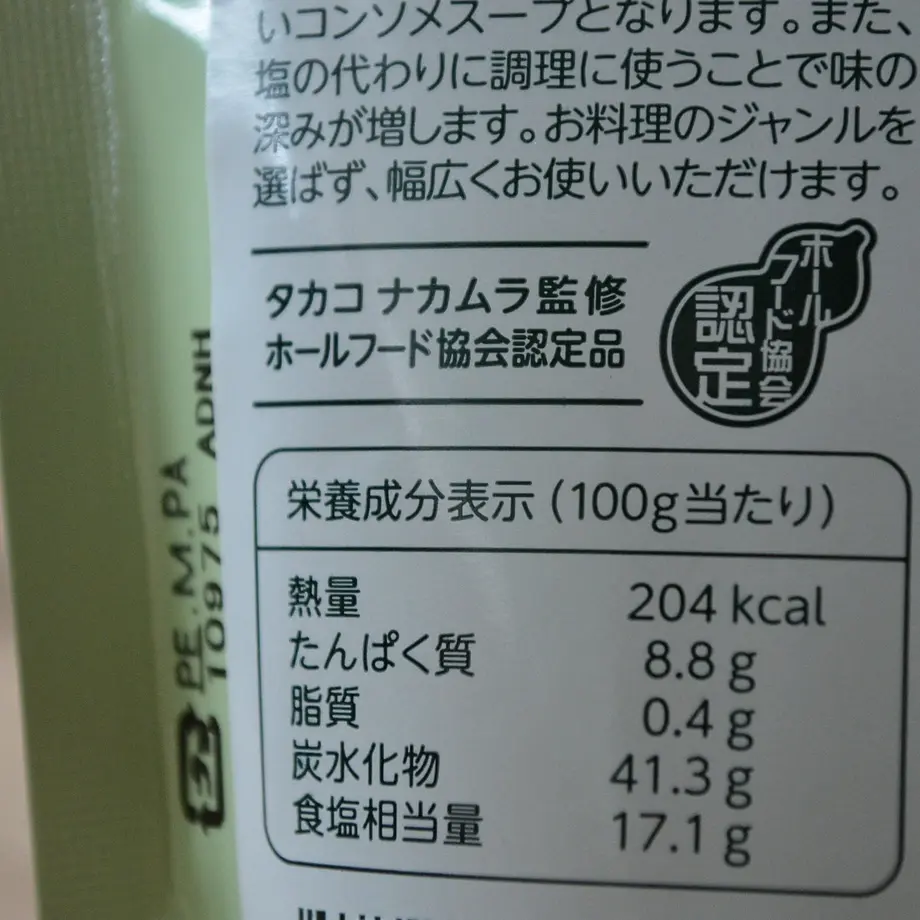 いコンソメスープとなります。また、
塩の代わりに調理に使うことで味の
深みが増します。お料理のジャンルを
選ばず、幅広くお使いいただけます。
タカコ ナカムラ監修
ホールフード協会認定品
ホール
フード協会
認定
栄養成分表示（100g当たり）
熱量 204 kcal
たんぱく質 8.8 g
脂質 0.4 g
炭水化物 41.3 g
食塩相当量 17.1 g
PE.M.PA
10975 ADNH